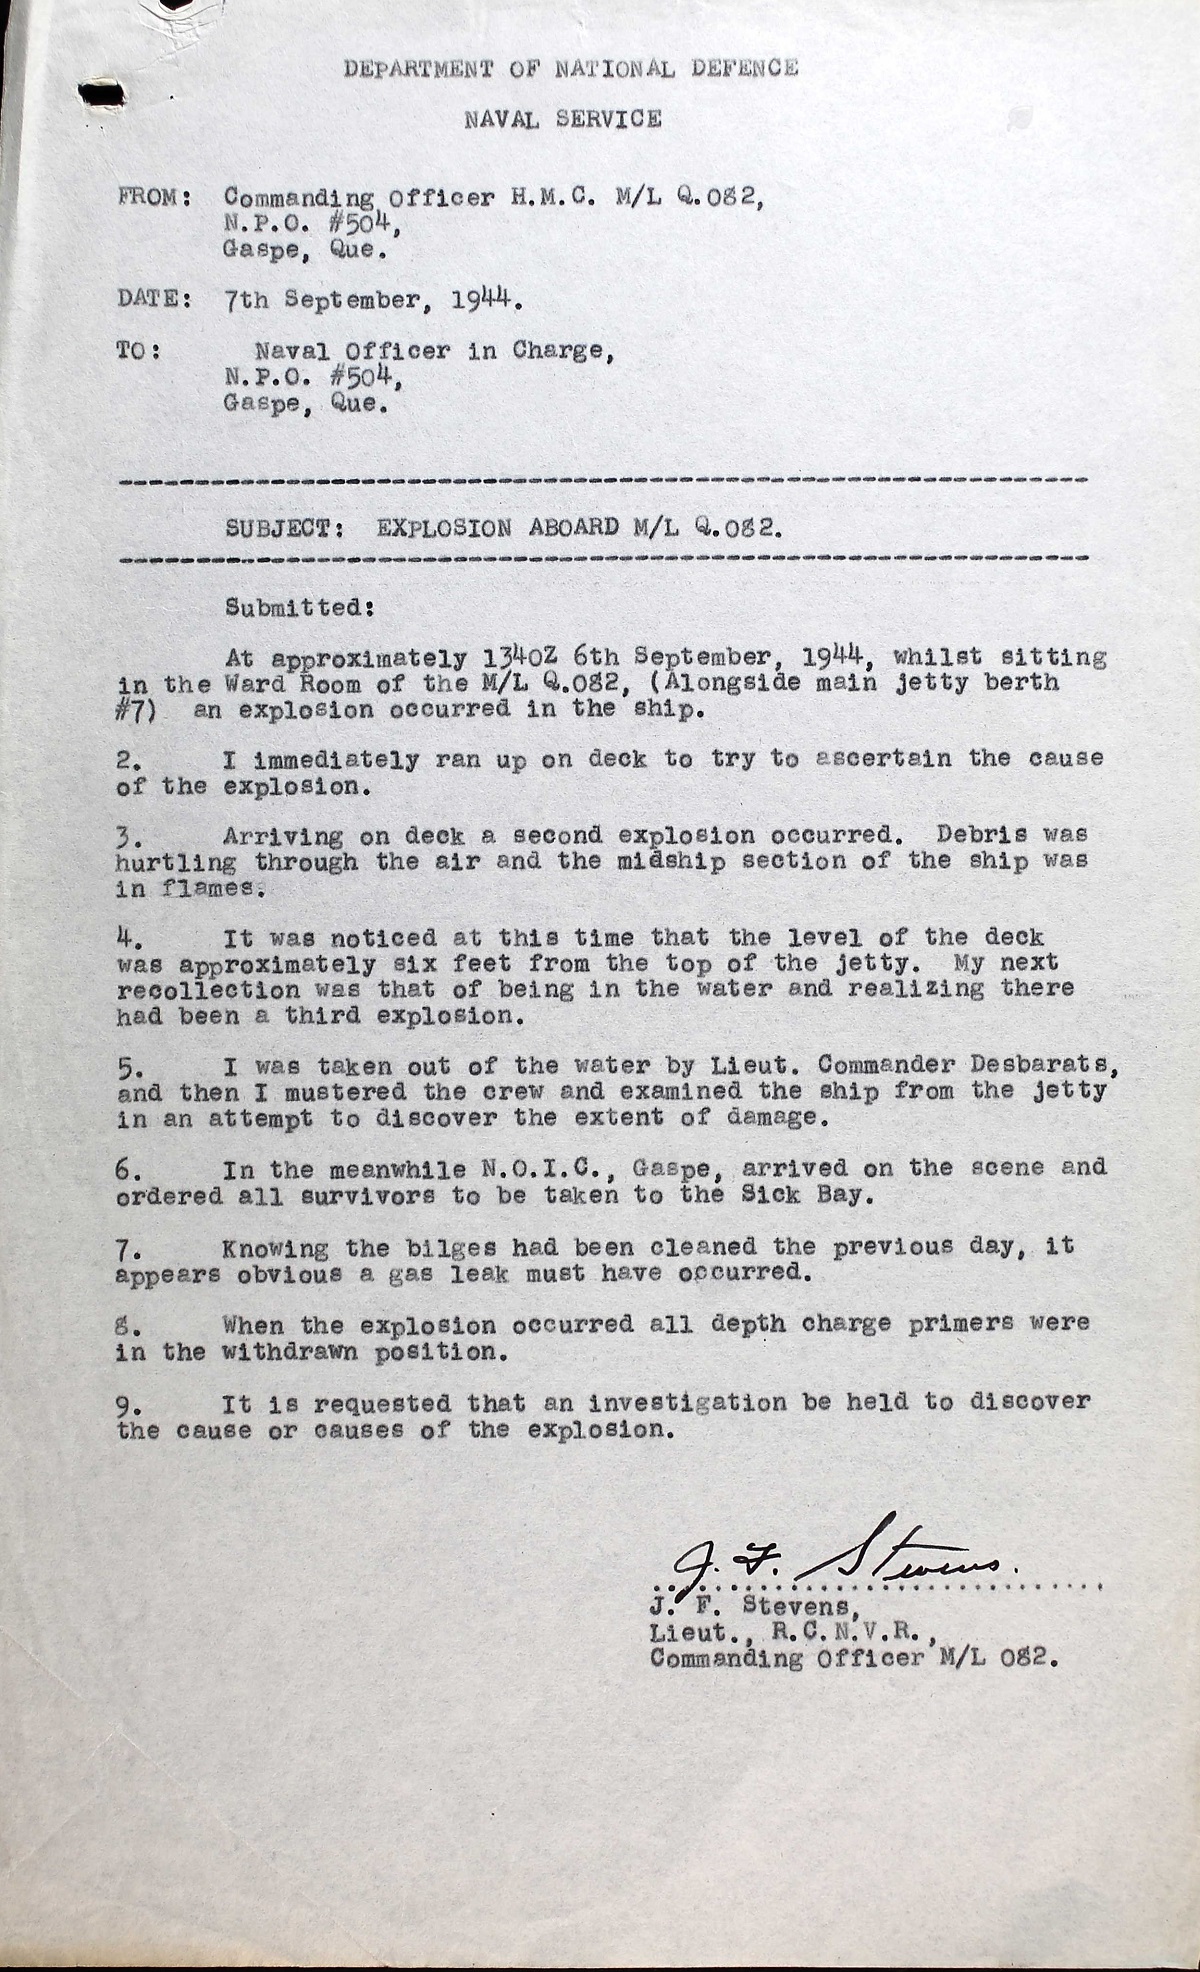 DEPARTMENT OF NATIONAL DEFENCE
NAVAL SERVICE
FROM: Commanding Officer H.M.C. M/L Q.082,
N.P.O. #504,
Gaspe, Que.
DATE: 7th September, 1944.
TO: Naval Officer in Charge,
N.P.O. #504,
Gaspe, Que.
SUBJECT: EXPLOSION ABOARD M/L Q.082.
Submitted:
At approximately 1340Z 6th September, 1944, whilst sitting
in the Ward Room of the M/L Q.082, (Alongside main jetty berth
#7) an explosion occurred in the ship.
2. I immediately ran up on deck to try to ascertain the cause
of the explosion.
3. Arriving on deck a second explosion occurred. Debris was
hurtling through the air and the midship section of the ship was
in flames.
4. It was noticed at this time that the level of the deck
was approximately six feet from the top of the jetty. My next
recollection was that of being in the water and realizing there
had been a third explosion.
5. I was taken out of the water by Lieut. Commander Desbarats,
and then I mustered the crew and examined the ship from the jetty
in an attempt to discover the extent of damage.
6. In the meanwhile N.O.I.C., Gaspe, arrived on the scene and
ordered all survivors to be taken to the Sick Bay.
7. Knowing the bilges had been cleaned the previous day, it
appears obvious a gas leak must have occurred.
8. When the explosion occurred all depth charge primers were
in the withdrawn position.
9. It is requested that an investigation be held to discover
the cause or causes of the explosion.
J. F. Stevens.
J. F. Stevens,
Lieut., R.C.N.V.R.,
Commanding Officer M/L 082.